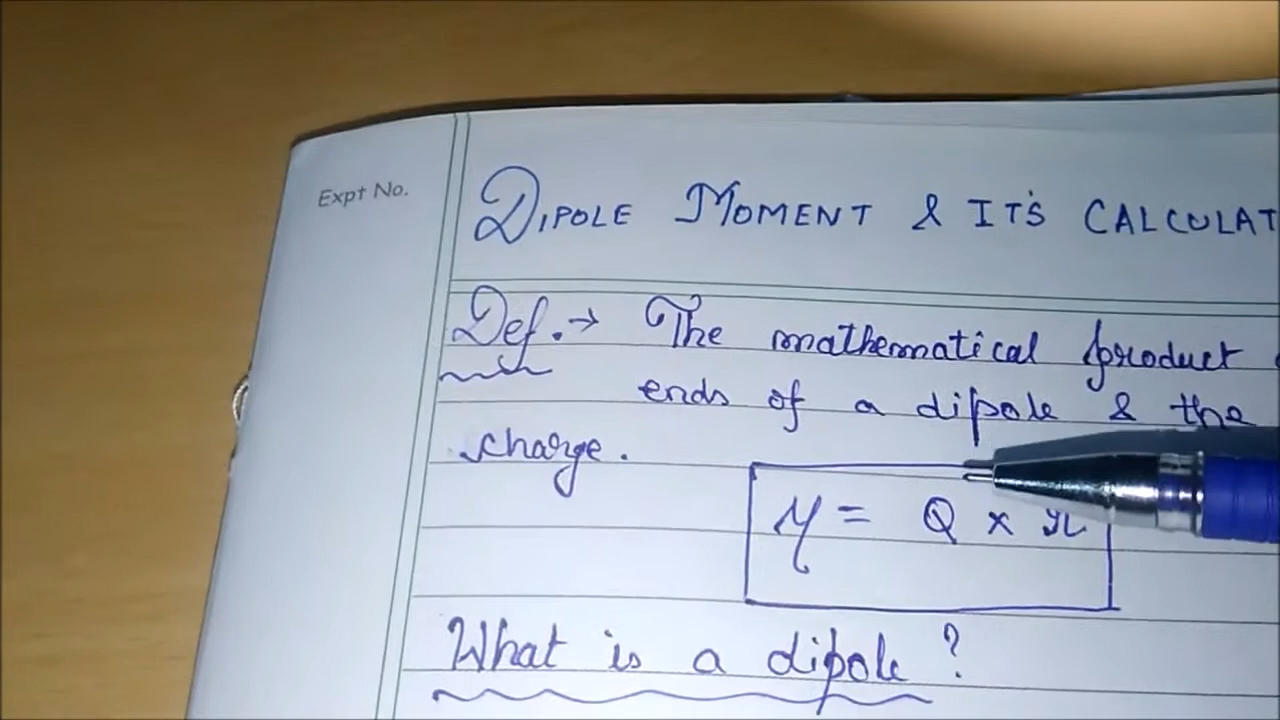 Expt No.
DIPOLE MOMENT & IT'S CALCULAT
Def. → The mathematical product
ends of a dipole & the
charge.
μ = Q × r
What is a dipole ?